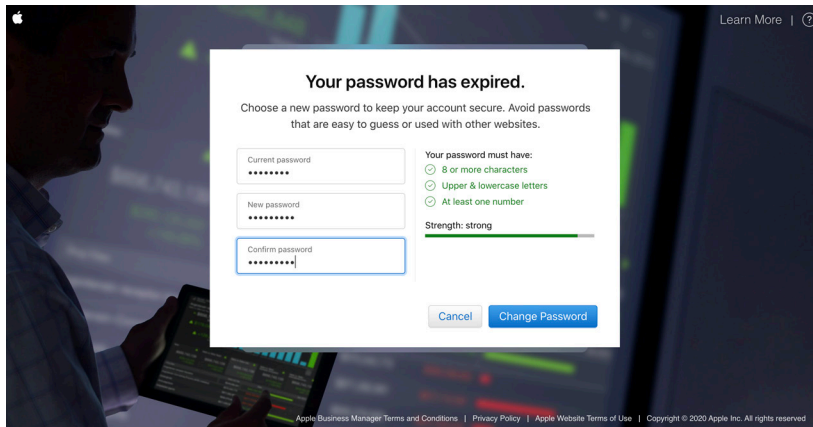 Learn More | ?
Your password has expired.
Choose a new password to keep your account secure. Avoid passwords
that are easy to guess or used with other websites.
Current password
••••••••
New password
•••••••••
Confirm password
•••••••••
Your password must have:
8 or more characters
Upper & lowercase letters
At least one number
Strength: strong
Cancel
Change Password
Apple Business Manager Terms and Conditions | Privacy Policy | Apple Website Terms of Use | Copyright © 2020 Apple Inc. All rights reserved